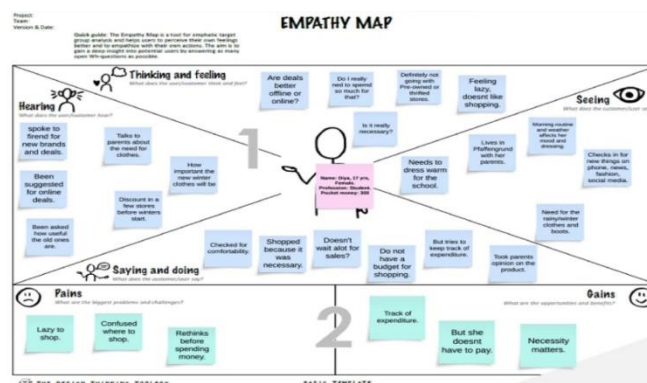 Project:
Team:
Version & Date:
EMPATHY MAP
Quick guide: The Empathy Map is a tool for emphatic target
group analysis and helps users to perceive their own feelings
better and to empathize with their own actions. The aim is to
gain a deep insight into potential users by answering as many
open Wh-questions as possible.
Thinking and feeling
What does the user/customer think and feel?
Are deals
better
offline or
online?
Do I really
ned to spend
so much for
that?
Definitely not
going with
Pre-owned or
thrifted
stores.
Feeling
lazy,
doesnt like
shopping.
Is it really
necessary?
Hearing
What does the user/customer hear?
spoke to
firend for
new brands
and deals.
Talks to
parents about
the need for
clothes.
How
important the
new winter
clothes will be
Been
suggested
for online
deals.
Discount in a
few stores
before winters
start.
Been asked
how useful
the old ones
are.
1
Name: Diya, 17 yrs,
Female.
Profession: Student.
Pocket money: 300
Seeing
What does the user/customer see?
Morning routine
and weather
affects her
mood and
dressing.
Lives in
Pfaffengrund
with her
parents.
Checks in for
new things on
phone, news,
fashion,
social media.
Needs to
dress warm
for the
school.
Need for the
rainy/winter
clothes and
boots.
Saying and doing
What does the customer/user say?
Checked for
comfortability.
Shopped
because it was
necessary.
Doesn't
wait alot for
sales?
Do not
have a
budget for
shopping.
But tries to
keep track of
expenditure.
Took parents
opinion on the
product.
Pains
What are the biggest problems and challenges?
Lazy to
shop.
Confused
where to
shop.
Rethinks
before
spending
money.
2
Gains
What are the opportunities and benefits?
Track of
expenditure.
But she
doesnt
have to pay.
Necessity
matters.